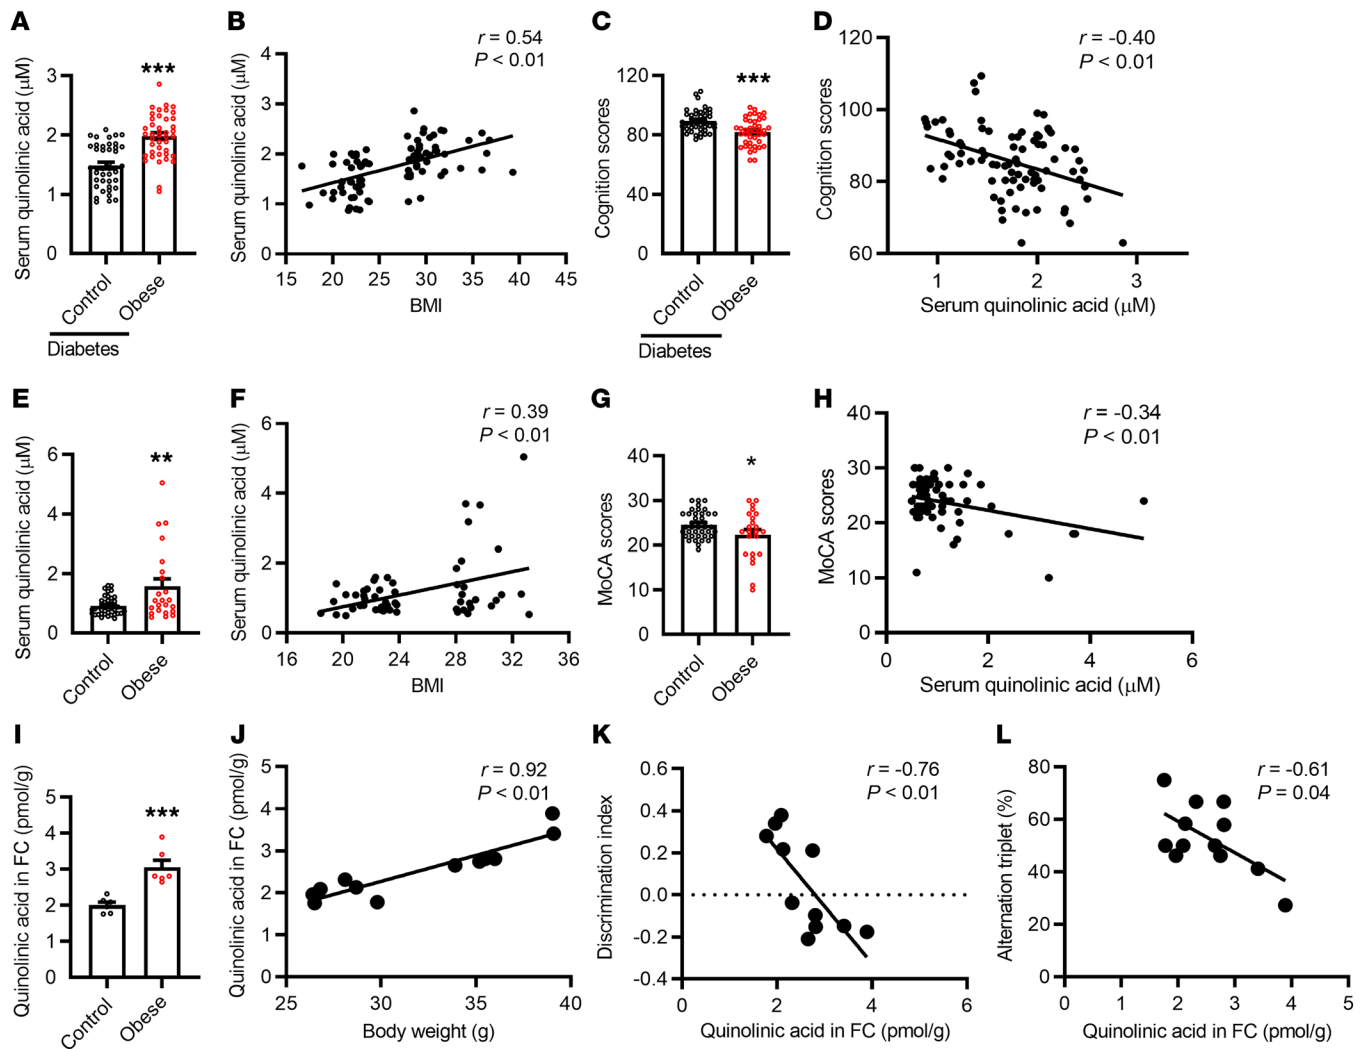 A
Serum quinolinic acid (μM)
3
2
1
0
***
Control
Obese
Diabetes
B
Serum quinolinic acid (μM)
4
3
2
1
0
r = 0.54
P < 0.01
15 20 25 30 35 40 45
BMI
C
Cognition scores
120
80
40
0
***
Control
Obese
Diabetes
D
Cognition scores
120
100
80
60
r = -0.40
P < 0.01
1 2 3
Serum quinolinic acid (μM)
E
Serum quinolinic acid (μM)
6
4
2
0
**
Control
Obese
F
Serum quinolinic acid (μM)
6
4
2
0
r = 0.39
P < 0.01
16 20 24 28 32 36
BMI
G
MoCA scores
40
30
20
10
0
*
Control
Obese
H
MoCA scores
40
30
20
10
0
r = -0.34
P < 0.01
0 2 4 6
Serum quinolinic acid (μM)
I
Quinolinic acid in FC (pmol/g)
5
4
3
2
1
0
***
Control
Obese
J
Quinolinic acid in FC (pmol/g)
5
4
3
2
1
0
r = 0.92
P < 0.01
25 30 35 40
Body weight (g)
K
Discrimination index
0.6
0.4
0.2
0.0
-0.2
-0.4
r = -0.76
P < 0.01
0 2 4 6
Quinolinic acid in FC (pmol/g)
L
Alternation triplet (%)
80
60
40
20
0
r = -0.61
P = 0.04
0 1 2 3 4 5
Quinolinic acid in FC (pmol/g)